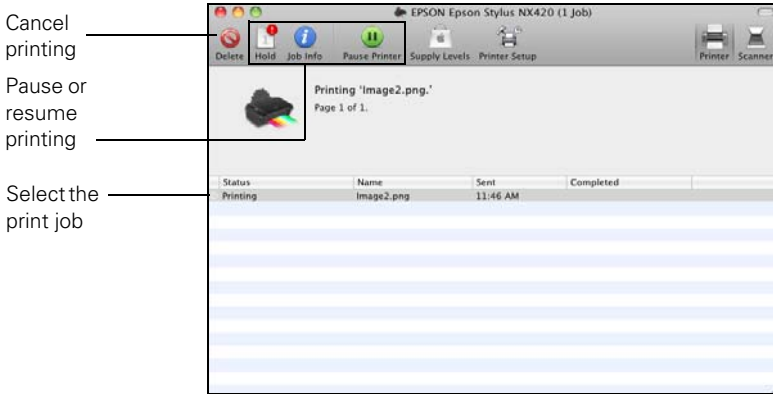 Cancel
printing
Pause or
resume
printing
Select the
print job
EPSON Epson Stylus NX420 (1 Job)
Delete Hold Job Info Pause Printer Supply Levels Printer Setup Printer Scanner
Printing 'Image2.png.'
Page 1 of 1.
Status Name Sent Completed
Printing Image2.png 11:46 AM